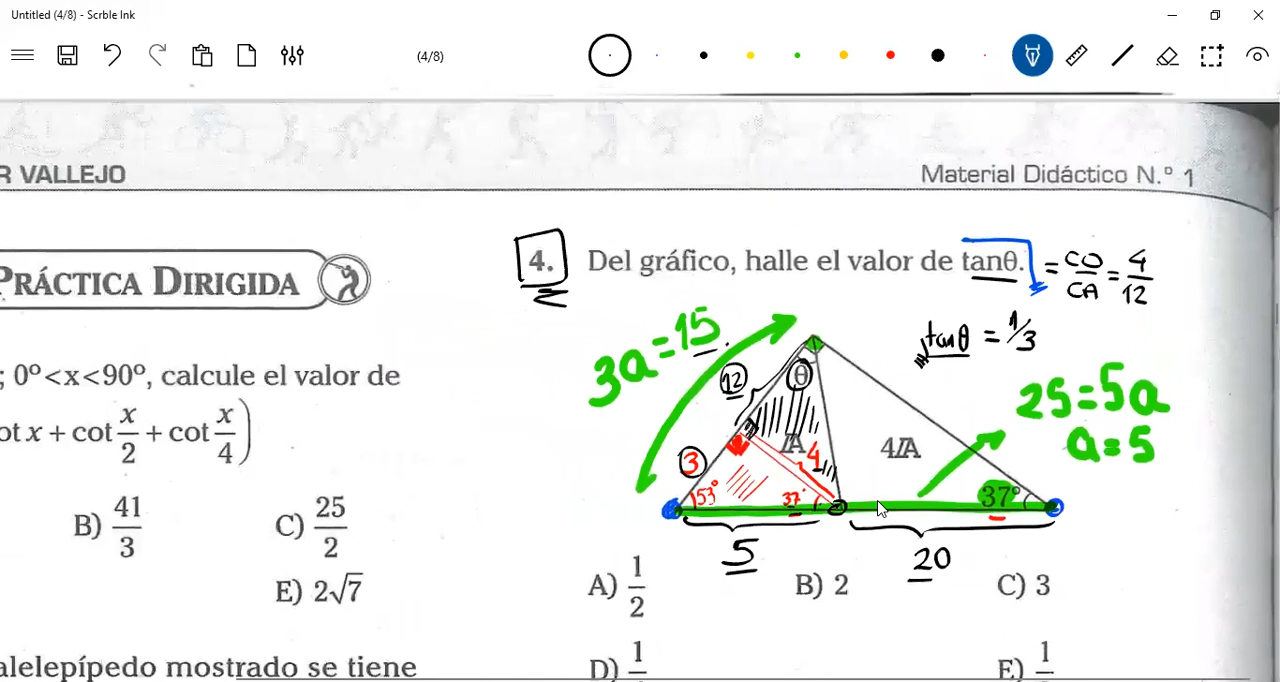 Untitled (4/8) - Scrble Ink
(4/8)
R VALLEJO
Material Didáctico N.° 1
PRÁCTICA DIRIGIDA
; 0°<x<90°, calcule el valor de
ot x + cot x/2 + cot x/4)
B) 41/3
C) 25/2
E) 2√7
alelepípedo mostrado se tiene
4. Del gráfico, halle el valor de tanθ. = CO/CA = 4/12
tanθ = 1/3
3a=15
25=5a
a=5
12
θ
3
A
4
4A
53°
37°
37°
5
20
A) 1/2
B) 2
C) 3
D) 1
E) 1